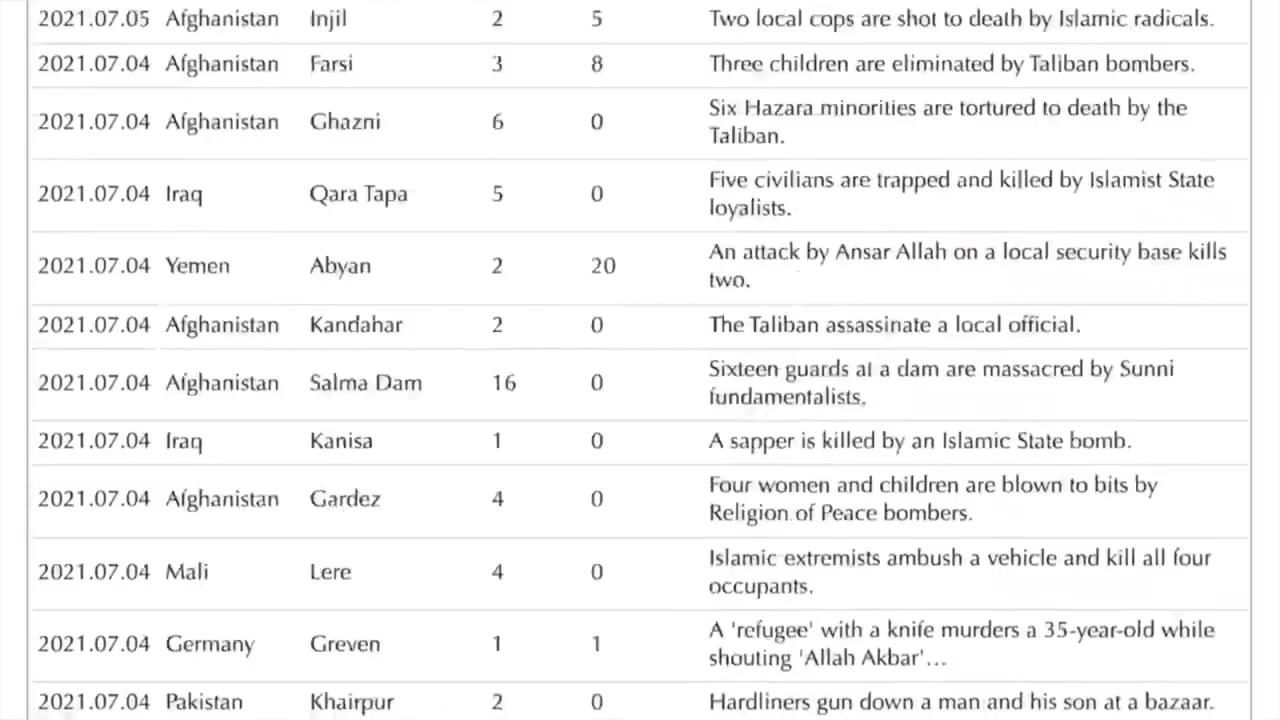 2021.07.05 Afghanistan Injil 2 5 Two local cops are shot to death by Islamic radicals.
2021.07.04 Afghanistan Farsi 3 8 Three children are eliminated by Taliban bombers.
2021.07.04 Afghanistan Ghazni 6 0 Six Hazara minorities are tortured to death by the
Taliban.
2021.07.04 Iraq Qara Tapa 5 0 Five civilians are trapped and killed by Islamist State
loyalists.
2021.07.04 Yemen Abyan 2 20 An attack by Ansar Allah on a local security base kills
two.
2021.07.04 Afghanistan Kandahar 2 0 The Taliban assassinate a local official.
2021.07.04 Afghanistan Salma Dam 16 0 Sixteen guards at a dam are massacred by Sunni
fundamentalists.
2021.07.04 Iraq Kanisa 1 0 A sapper is killed by an Islamic State bomb.
2021.07.04 Afghanistan Gardez 4 0 Four women and children are blown to bits by
Religion of Peace bombers.
2021.07.04 Mali Lere 4 0 Islamic extremists ambush a vehicle and kill all four
occupants.
2021.07.04 Germany Greven 1 1 A 'refugee' with a knife murders a 35-year-old while
shouting 'Allah Akbar'...
2021.07.04 Pakistan Khairpur 2 0 Hardliners gun down a man and his son at a bazaar.